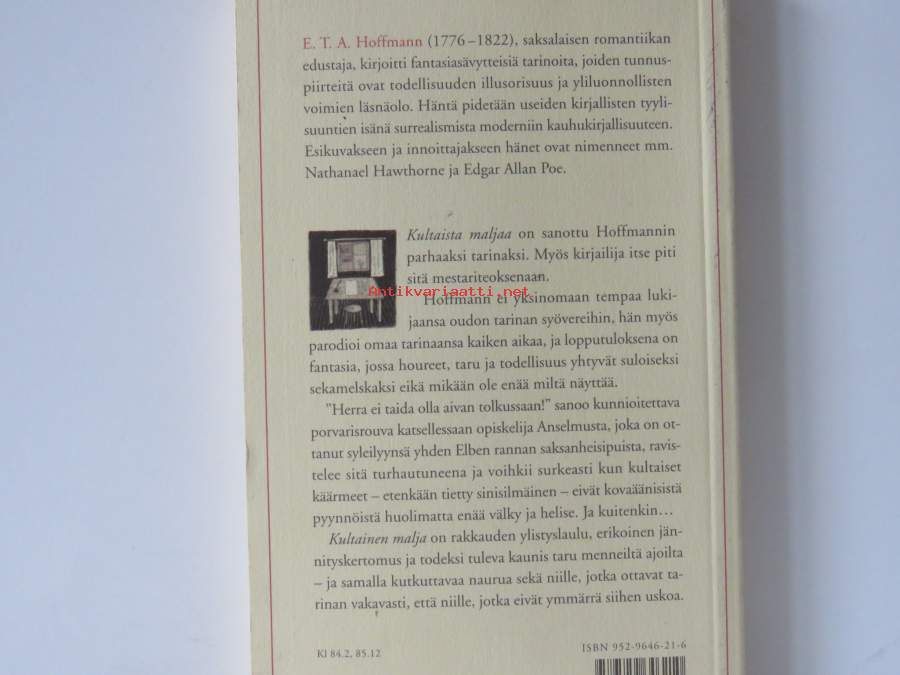 E. T. A. Hoffmann (1776–1822), saksalaisen romantiikan
edustaja, kirjoitti fantasiasävytteisiä tarinoita, joiden tunnus-
piirteitä ovat todellisuuden illusorisuus ja yliluonnollisten
voimien läsnäolo. Häntä pidetään useiden kirjallisten tyyli-
suuntien isänä surrealismista moderniin kauhukirjallisuuteen.
Esikuvakseen ja innoittajakseen hänet ovat nimenneet mm.
Nathanael Hawthorne ja Edgar Allan Poe.
Kultaista maljaa on sanottu Hoffmannin
parhaaksi tarinaksi. Myös kirjailija itse piti
sitä mestariteoksenaan.
Antikvariaatti.net
Hoffmann ei yksinomaan tempaa luki-
jaansa oudon tarinan syövereihin, hän myös
parodioi omaa tarinaansa kaiken aikaa, ja lopputuloksena on
fantasia, jossa houreet, taru ja todellisuus yhtyvät suloiseksi
sekamelskaksi eikä mikään ole enää miltä näyttää.
"Herra ei taida olla aivan tolkussaan!" sanoo kunnioitettava
porvarisrouva katsellessaan opiskelija Anselmusta, joka on ot-
tanut syleilyynsä yhden Elben rannan saksanheisipuista, ravis-
telee sitä turhautuneena ja voihkii surkeasti kun kultaiset
käärmeet – etenkään tietty sinisilmäinen – eivät kovaäänisistä
pyynnöistä huolimatta enää välky ja helise. Ja kuitenkin…
Kultainen malja on rakkauden ylistyslaulu, erikoinen jän-
nityskertomus ja todeksi tuleva kaunis taru menneiltä ajoilta
– ja samalla kutkuttavaa naurua sekä niille, jotka ottavat ta-
rinan vakavasti, että niille, jotka eivät ymmärrä siihen uskoa.
Kl 84.2, 85.12
ISBN 952-9646-21-6